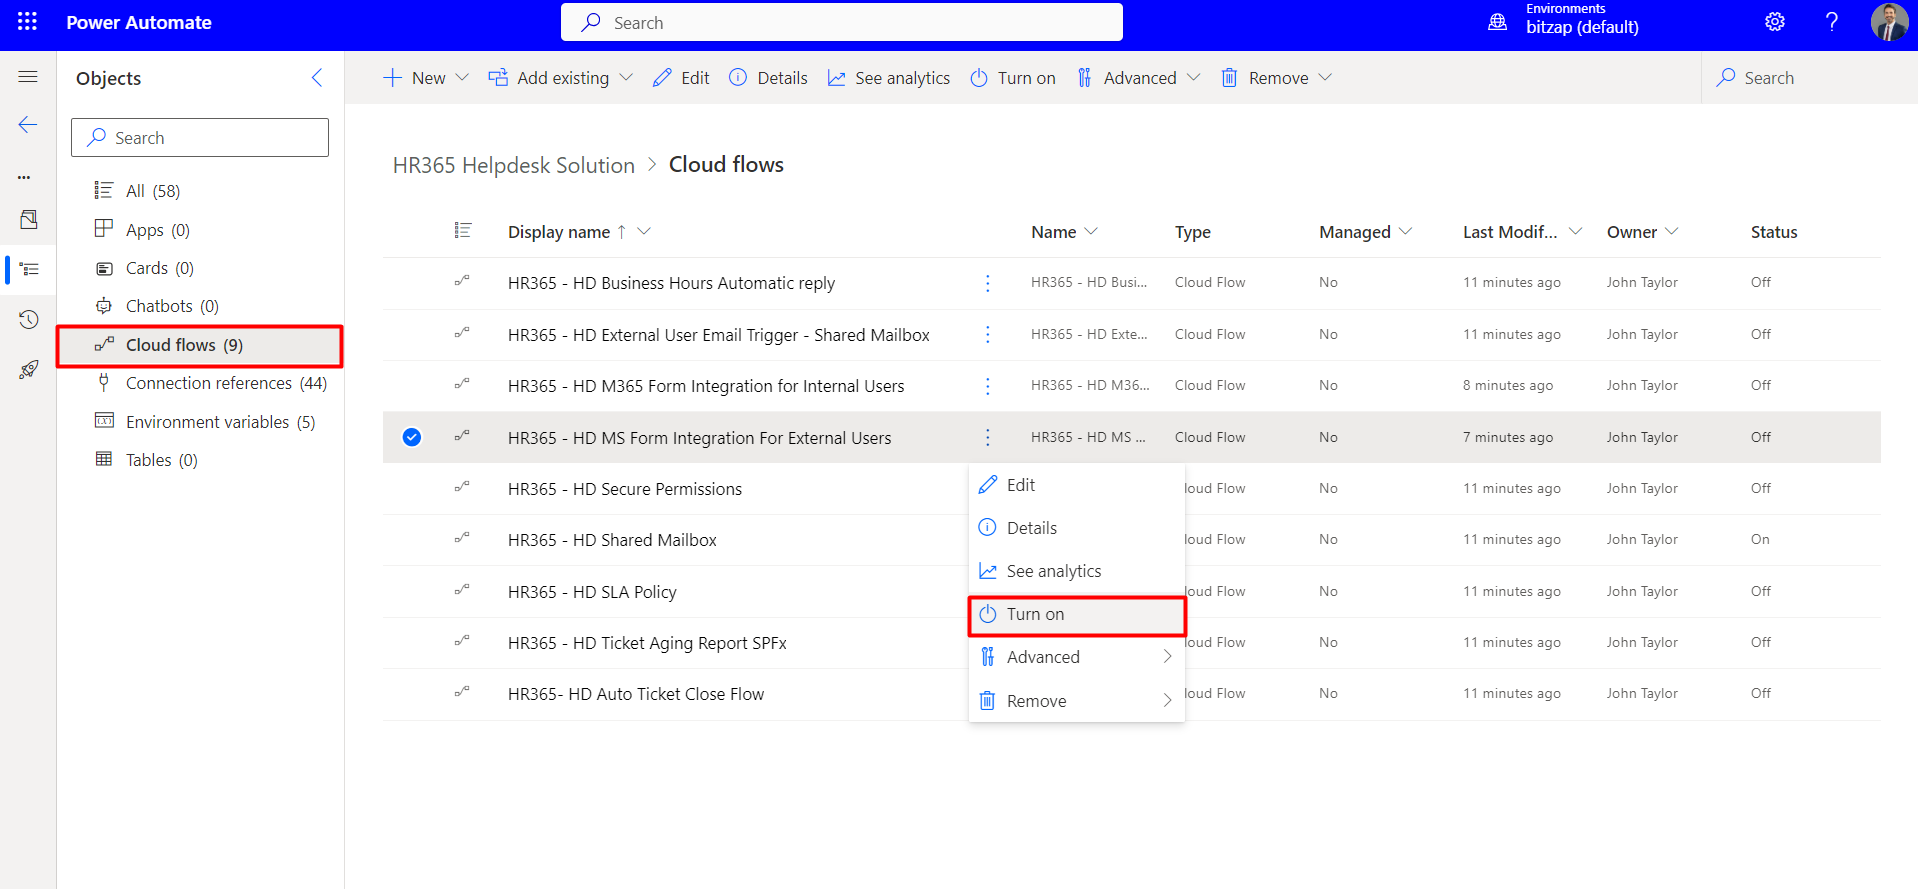 Power Automate
Search
Environments
bitzap (default)
?
Objects
Search
All (58)
Apps (0)
Cards (0)
Chatbots (0)
Cloud flows (9)
Connection references (44)
Environment variables (5)
Tables (0)
New
Add existing
Edit
Details
See analytics
Turn on
Advanced
Remove
Search
HR365 Helpdesk Solution > Cloud flows
Display name ↑ Name Type Managed Last Modif... Owner Status
HR365 - HD Business Hours Automatic reply HR365 - HD Busi... Cloud Flow No 11 minutes ago John Taylor Off
HR365 - HD External User Email Trigger - Shared Mailbox HR365 - HD Exte... Cloud Flow No 11 minutes ago John Taylor Off
HR365 - HD M365 Form Integration for Internal Users HR365 - HD M36... Cloud Flow No 8 minutes ago John Taylor Off
HR365 - HD MS Form Integration For External Users HR365 - HD MS ... Cloud Flow No 7 minutes ago John Taylor Off
HR365 - HD Secure Permissions loud Flow No 11 minutes ago John Taylor Off
HR365 - HD Shared Mailbox loud Flow No 11 minutes ago John Taylor On
HR365 - HD SLA Policy loud Flow No 11 minutes ago John Taylor Off
HR365 - HD Ticket Aging Report SPFx loud Flow No 11 minutes ago John Taylor Off
HR365- HD Auto Ticket Close Flow loud Flow No 11 minutes ago John Taylor Off
Edit
Details
See analytics
Turn on
Advanced
Remove